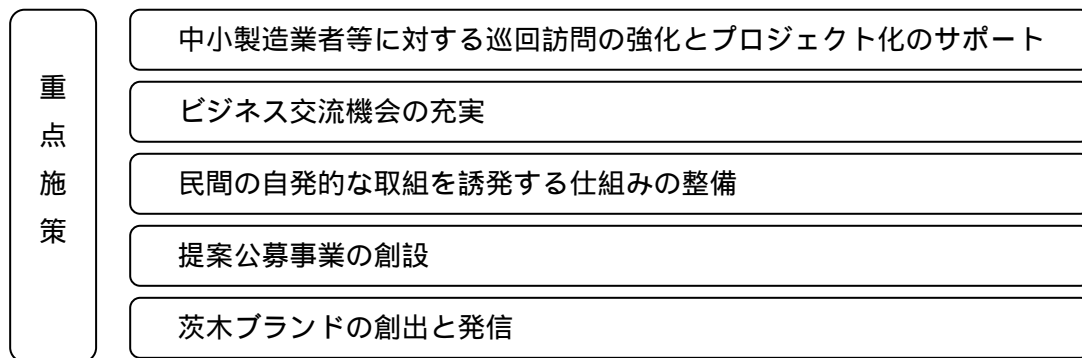 重点施策
中小製造業者等に対する巡回訪問の強化とプロジェクト化のサポート
ビジネス交流機会の充実
民間の自発的な取組を誘発する仕組みの整備
提案公募事業の創設
茨木ブランドの創出と発信